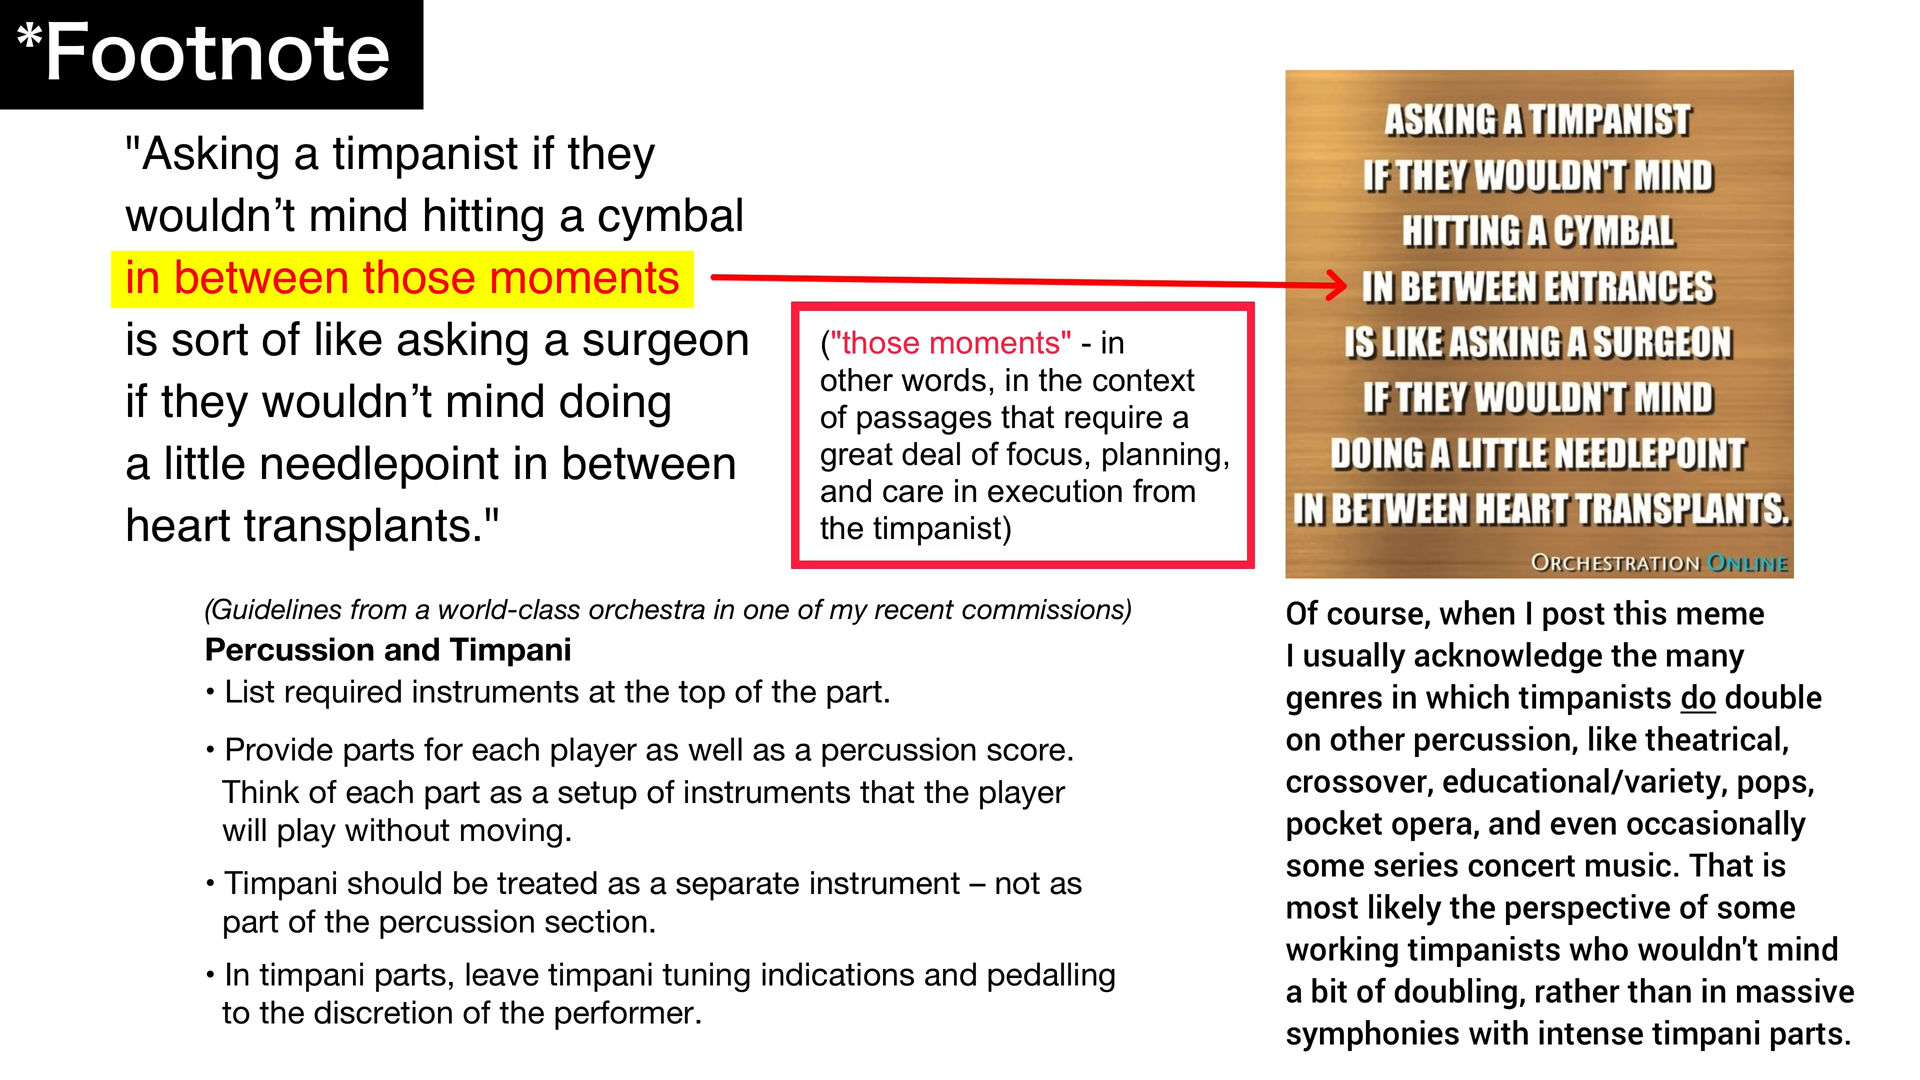 *Footnote
"Asking a timpanist if they
wouldn’t mind hitting a cymbal
in between those moments
is sort of like asking a surgeon
if they wouldn’t mind doing
a little needlepoint in between
heart transplants."
("those moments" - in
other words, in the context
of passages that require a
great deal of focus, planning,
and care in execution from
the timpanist)
ASKING A TIMPANIST
IF THEY WOULDN'T MIND
HITTING A CYMBAL
IN BETWEEN ENTRANCES
IS LIKE ASKING A SURGEON
IF THEY WOULDN'T MIND
DOING A LITTLE NEEDLEPOINT
IN BETWEEN HEART TRANSPLANTS.
ORCHESTRATION ONLINE
(Guidelines from a world-class orchestra in one of my recent commissions)
Percussion and Timpani
• List required instruments at the top of the part.
• Provide parts for each player as well as a percussion score.
Think of each part as a setup of instruments that the player
will play without moving.
• Timpani should be treated as a separate instrument – not as
part of the percussion section.
• In timpani parts, leave timpani tuning indications and pedalling
to the discretion of the performer.
Of course, when I post this meme
I usually acknowledge the many
genres in which timpanists do double
on other percussion, like theatrical,
crossover, educational/variety, pops,
pocket opera, and even occasionally
some series concert music. That is
most likely the perspective of some
working timpanists who wouldn't mind
a bit of doubling, rather than in massive
symphonies with intense timpani parts.